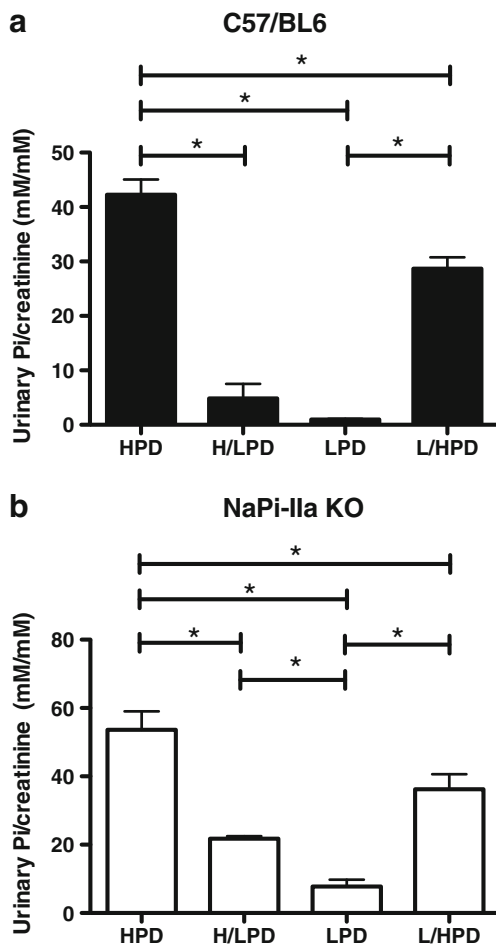 a
C57/BL6
*
*
* *
Urinary Pi/creatinine (mM/mM)
50
40
30
20
10
0
HPD H/LPD LPD L/HPD
b
NaPi-IIa KO
*
*
* *
*
Urinary Pi/creatinine (mM/mM)
80
60
40
20
0
HPD H/LPD LPD L/HPD